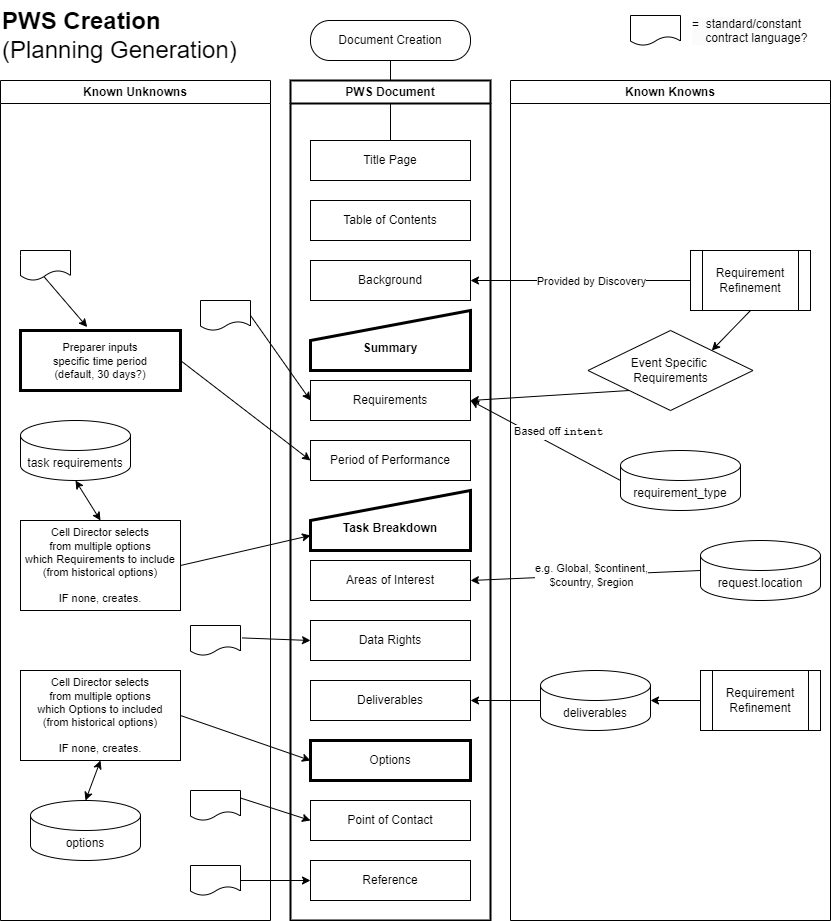 PWS Creation
(Planning Generation)
Document Creation
= standard/constant
contract language?
Known Unknowns
PWS Document
Known Knowns
Title Page
Table of Contents
Background
Provided by Discovery
Requirement
Refinement
Summary
Preparer inputs
specific time period
(default, 30 days?)
Event Specific
Requirements
Requirements
Based off intent
Period of Performance
task requirements
requirement_type
Task Breakdown
Cell Director selects
from multiple options
which Requirements to include
(from historical options)
IF none, creates.
Areas of Interest
e.g. Global, $continent,
$country, $region
request.location
Data Rights
Cell Director selects
from multiple options
which Options to included
(from historical options)
IF none, creates.
Deliverables
deliverables
Requirement
Refinement
Options
Point of Contact
options
Reference